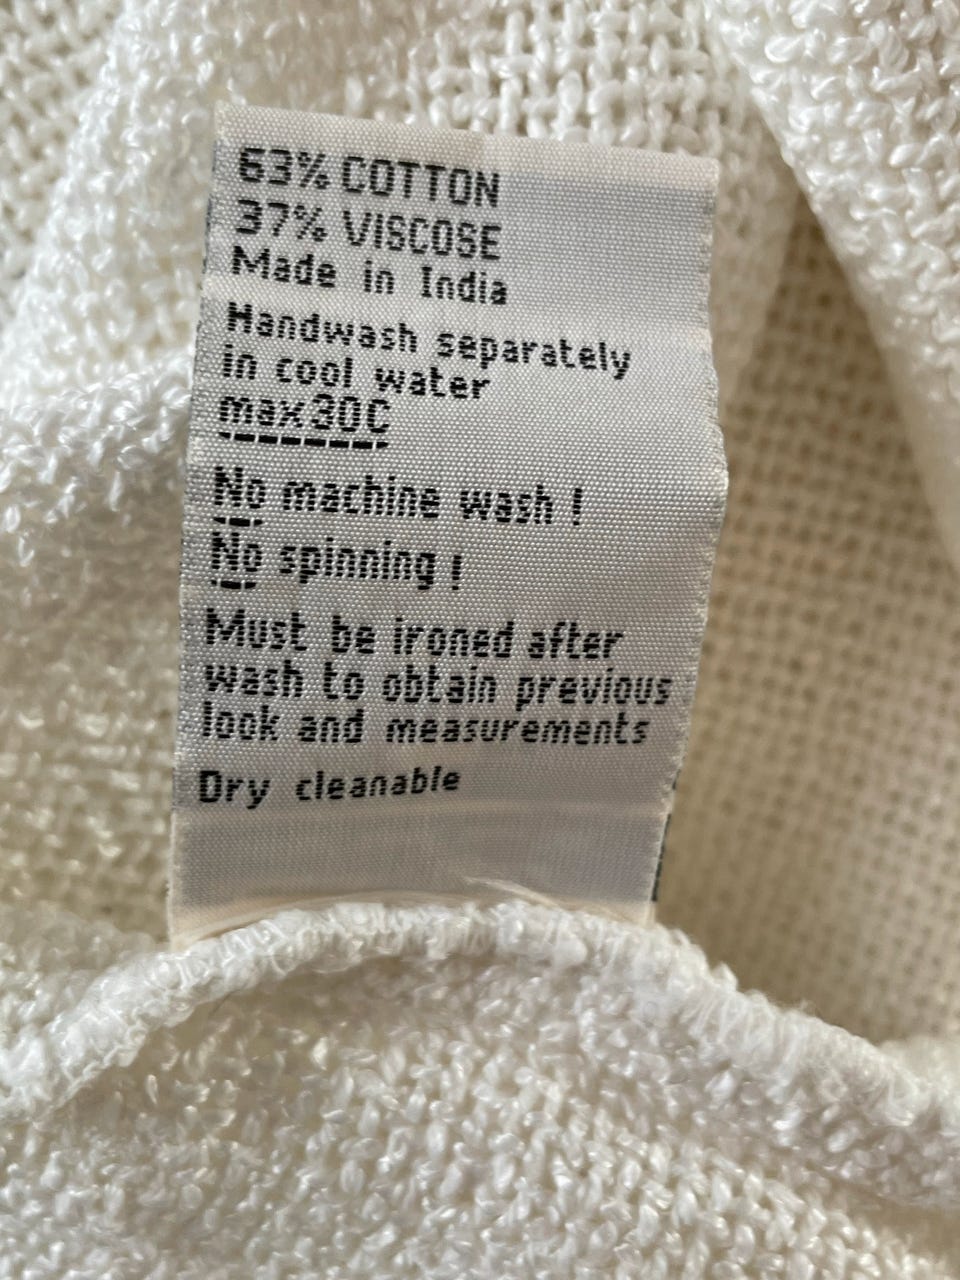 63% COTTON
37% VISCOSE
Made in India
Handwash separately
in cool water
max30C
No machine wash !
No spinning !
Must be ironed after
wash to obtain previous
look and measurements
Dry cleanable